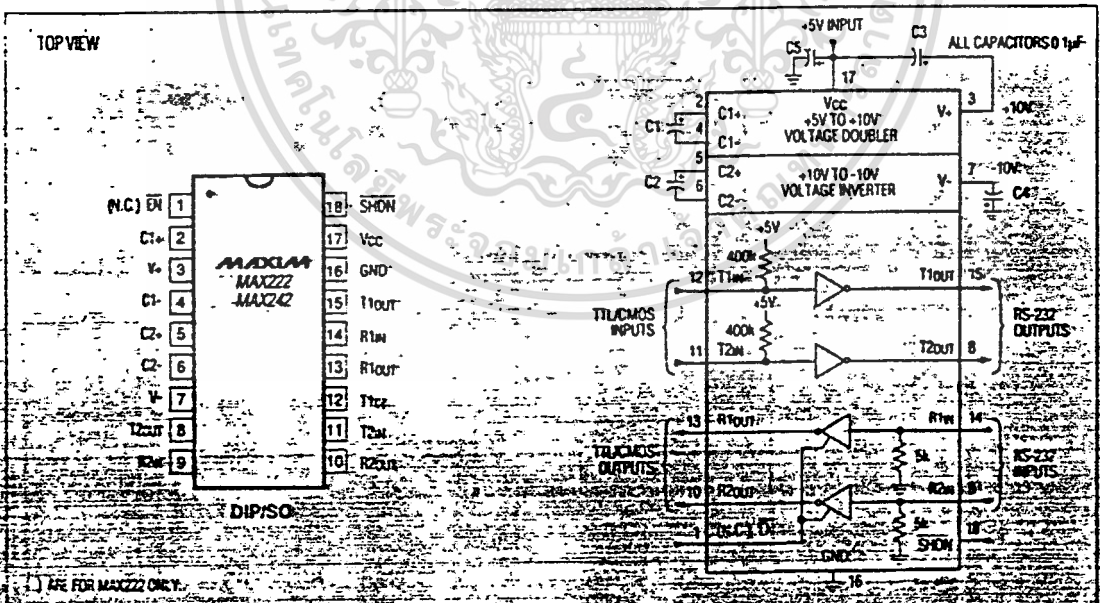 TOP VIEW
(N.C.) EN 1
C1+ 2
V+ 3
C1- 4
C2+ 5
C2- 6
V- 7
T2OUT 8
R2IN 9
18 SHDN
17 VCC
16 GND
15 T1OUT
14 R1IN
13 R1OUT
12
11 T2IN
10 R2OUT
MAXIM
MAX222
MAX242
DIP/SO
( ) ARE FOR MAX222 ONLY.
+5V INPUT
C3
ALL CAPACITORS 0.1µF
C5
17
2
C1
4
C1+
C1-
VCC
+5V TO +10V
VOLTAGE DOUBLER
V+
3
+10V
5
C2
6
C2+
C2-
+10V TO -10V
VOLTAGE INVERTER
V-
7
-10V
C4
+5V
400k
12 T1IN
T1OUT 15
+5V
400k
TTL/CMOS
INPUTS
RS-232
OUTPUTS
11 T2IN
T2OUT 8
13 R1OUT
R1IN 14
5k
TTL/CMOS
OUTPUTS
RS-232
INPUTS
10 R2OUT
R2IN 9
5k
1 (N.C.) EN
SHDN 18
GND
16